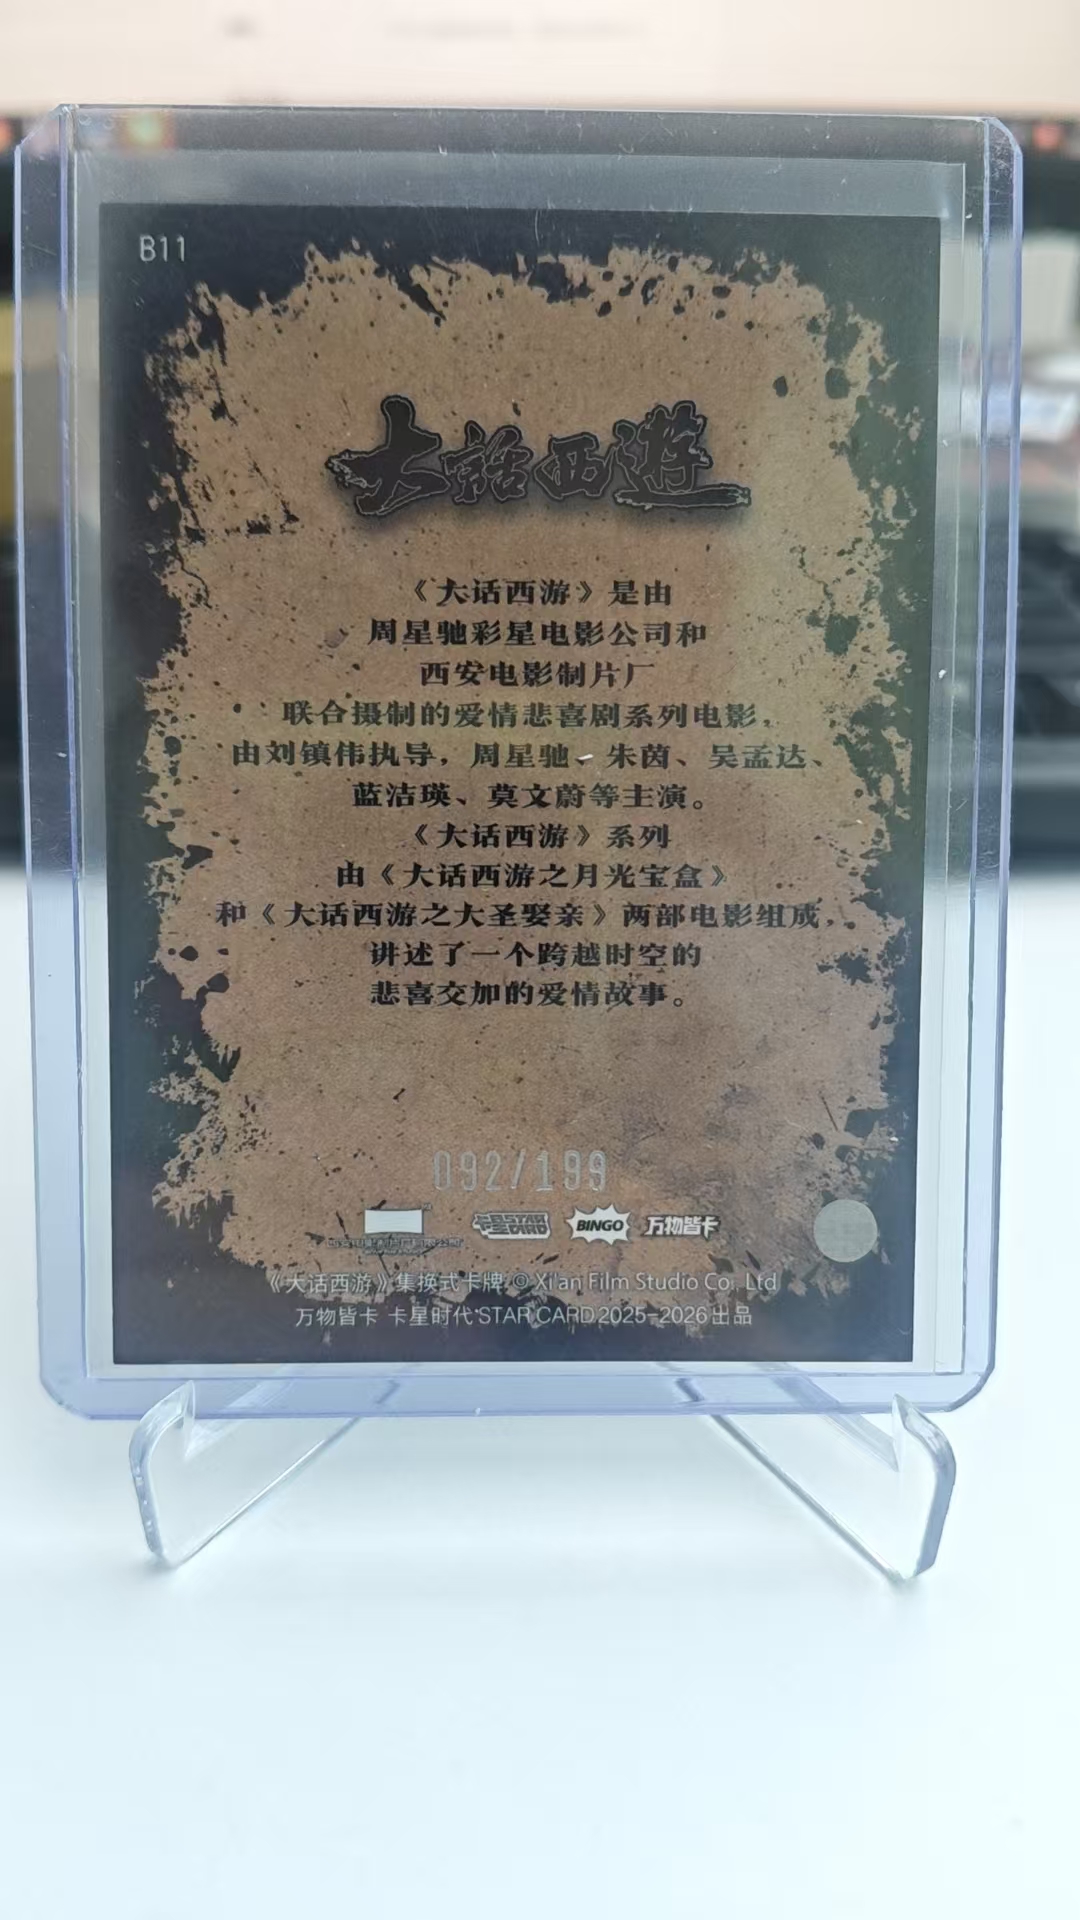 B11
大話西遊
《大话西游》是由
周星驰彩星电影公司和
西安电影制片厂
联合摄制的爱情悲喜剧系列电影，
由刘镇伟执导，周星驰、朱茵、吴孟达、
蓝洁瑛、莫文蔚等主演。
《大话西游》系列
由《大话西游之月光宝盒》
和《大话西游之大圣娶亲》两部电影组成，
讲述了一个跨越时空的
悲喜交加的爱情故事。
092/199
卡星STAR CARD BINGO 万物皆卡
《大话西游》集换式卡牌 © Xi'an Film Studio Co., Ltd
万物皆卡 卡星时代·STAR CARD 2025-2026出品